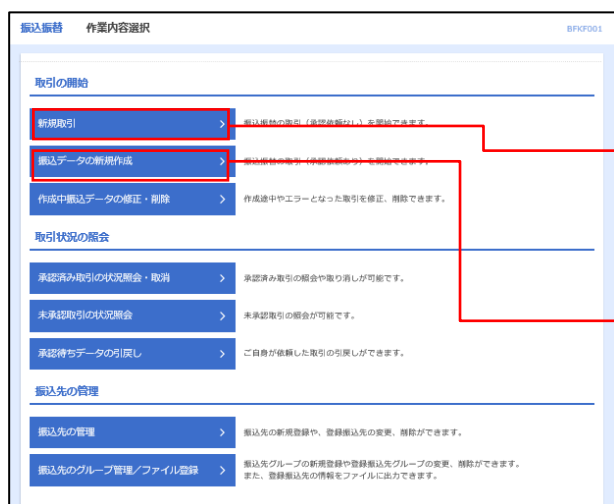 振込振替 作業内容選択 BFKF001
取引の開始
新規取引 振込振替の取引（承認依頼なし）を開始できます。
振込データの新規作成 振込振替の取引（承認依頼あり）を開始できます。
作成中振込データの修正・削除 作成途中やエラーとなった取引を修正、削除できます。
取引状況の照会
承認済み取引の状況照会・取消 承認済み取引の照会や取り消しが可能です。
未承認取引の状況照会 未承認取引の照会が可能です。
承認待ちデータの引戻し ご自身が依頼した取引の引戻しができます。
振込先の管理
振込先の管理 振込先の新規登録や、登録振込先の変更、削除ができます。
振込先のグループ管理／ファイル登録 振込先グループの新規登録や登録振込先グループの変更、削除ができます。
また、登録振込先の情報をファイルに出力できます。